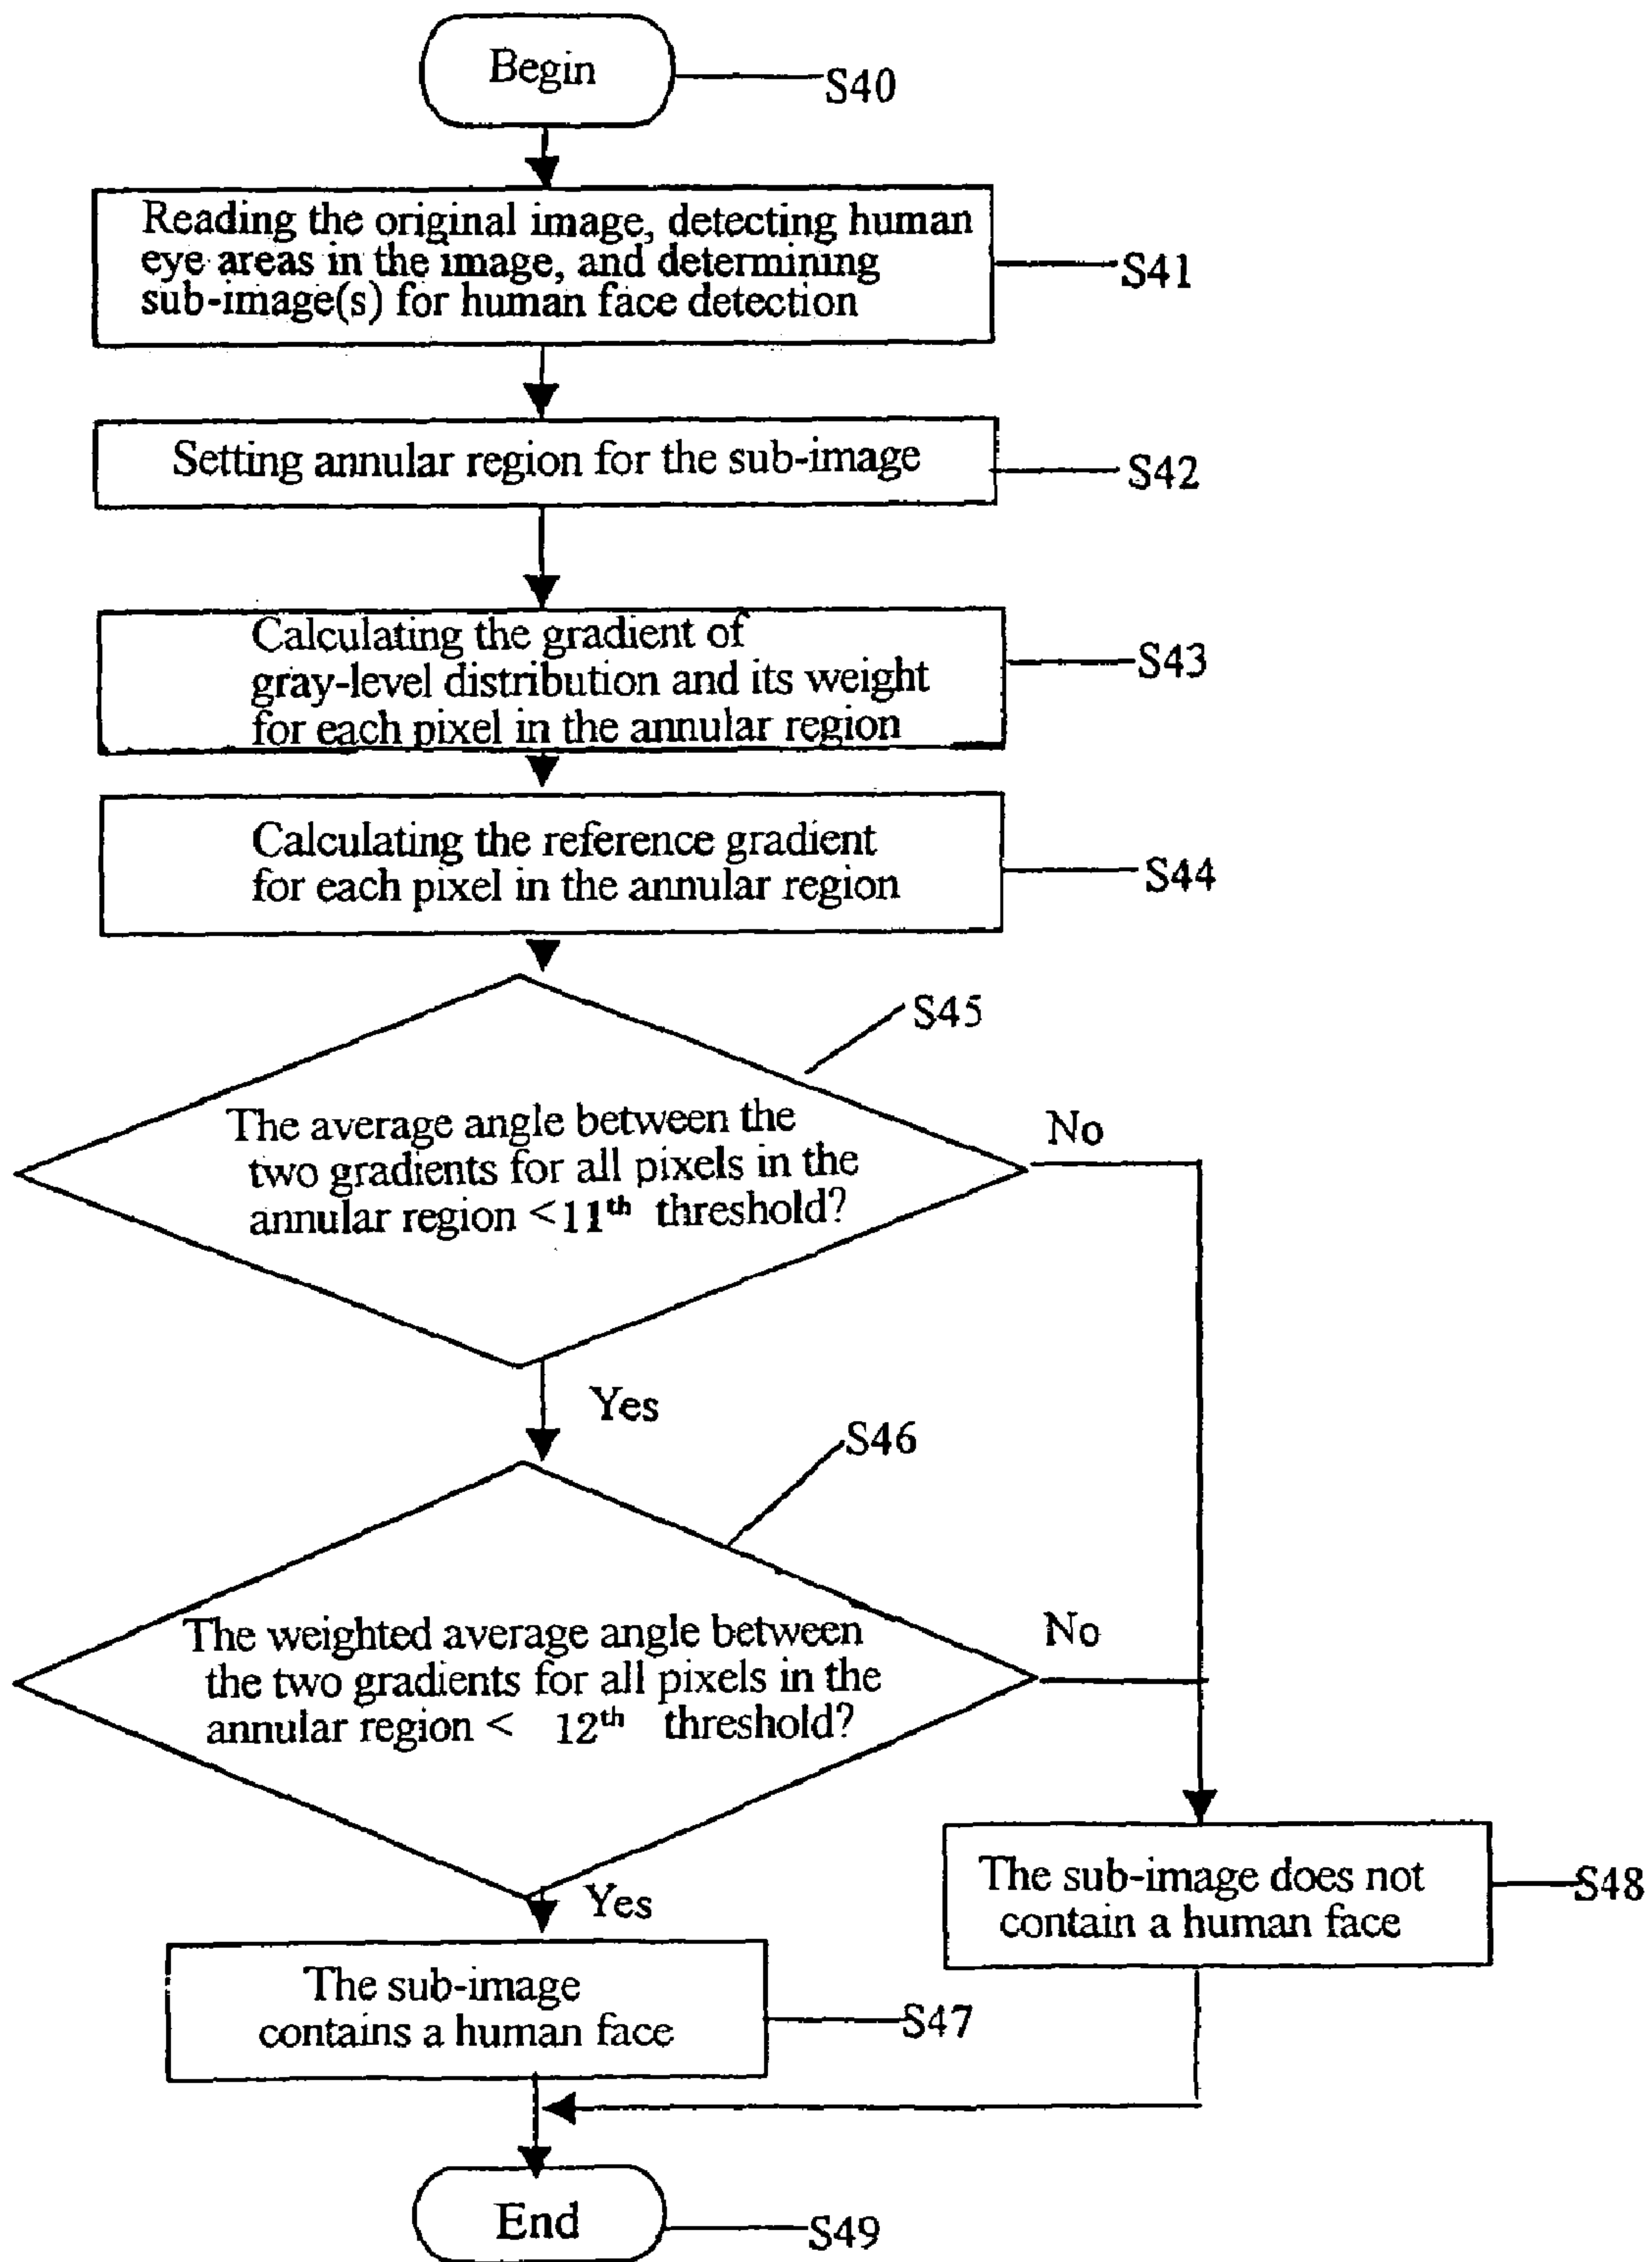 Begin
S40
Reading the original image, detecting human
eye areas in the image, and determining
sub-image(s) for human face detection
S41
Setting annular region for the sub-image
S42
Calculating the gradient of
gray-level distribution and its weight
for each pixel in the annular region
S43
Calculating the reference gradient
for each pixel in the annular region
S44
S45
The average angle between the
two gradients for all pixels in the
annular region <11th threshold?
No
Yes
S46
The weighted average angle between
the two gradients for all pixels in the
annular region < 12th threshold?
No
Yes
The sub-image does not
contain a human face
S48
The sub-image
contains a human face
S47
End
S49